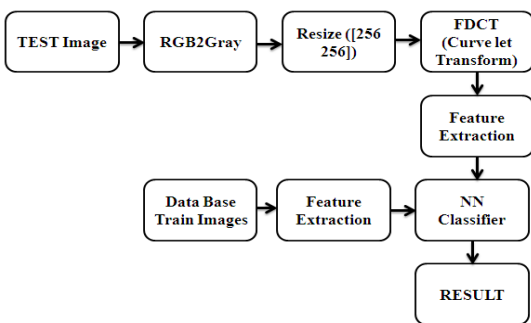 TEST Image
RGB2Gray
Resize ([256
256])
FDCT
(Curve let
Transform)
Feature
Extraction
Data Base
Train Images
Feature
Extraction
NN
Classifier
RESULT